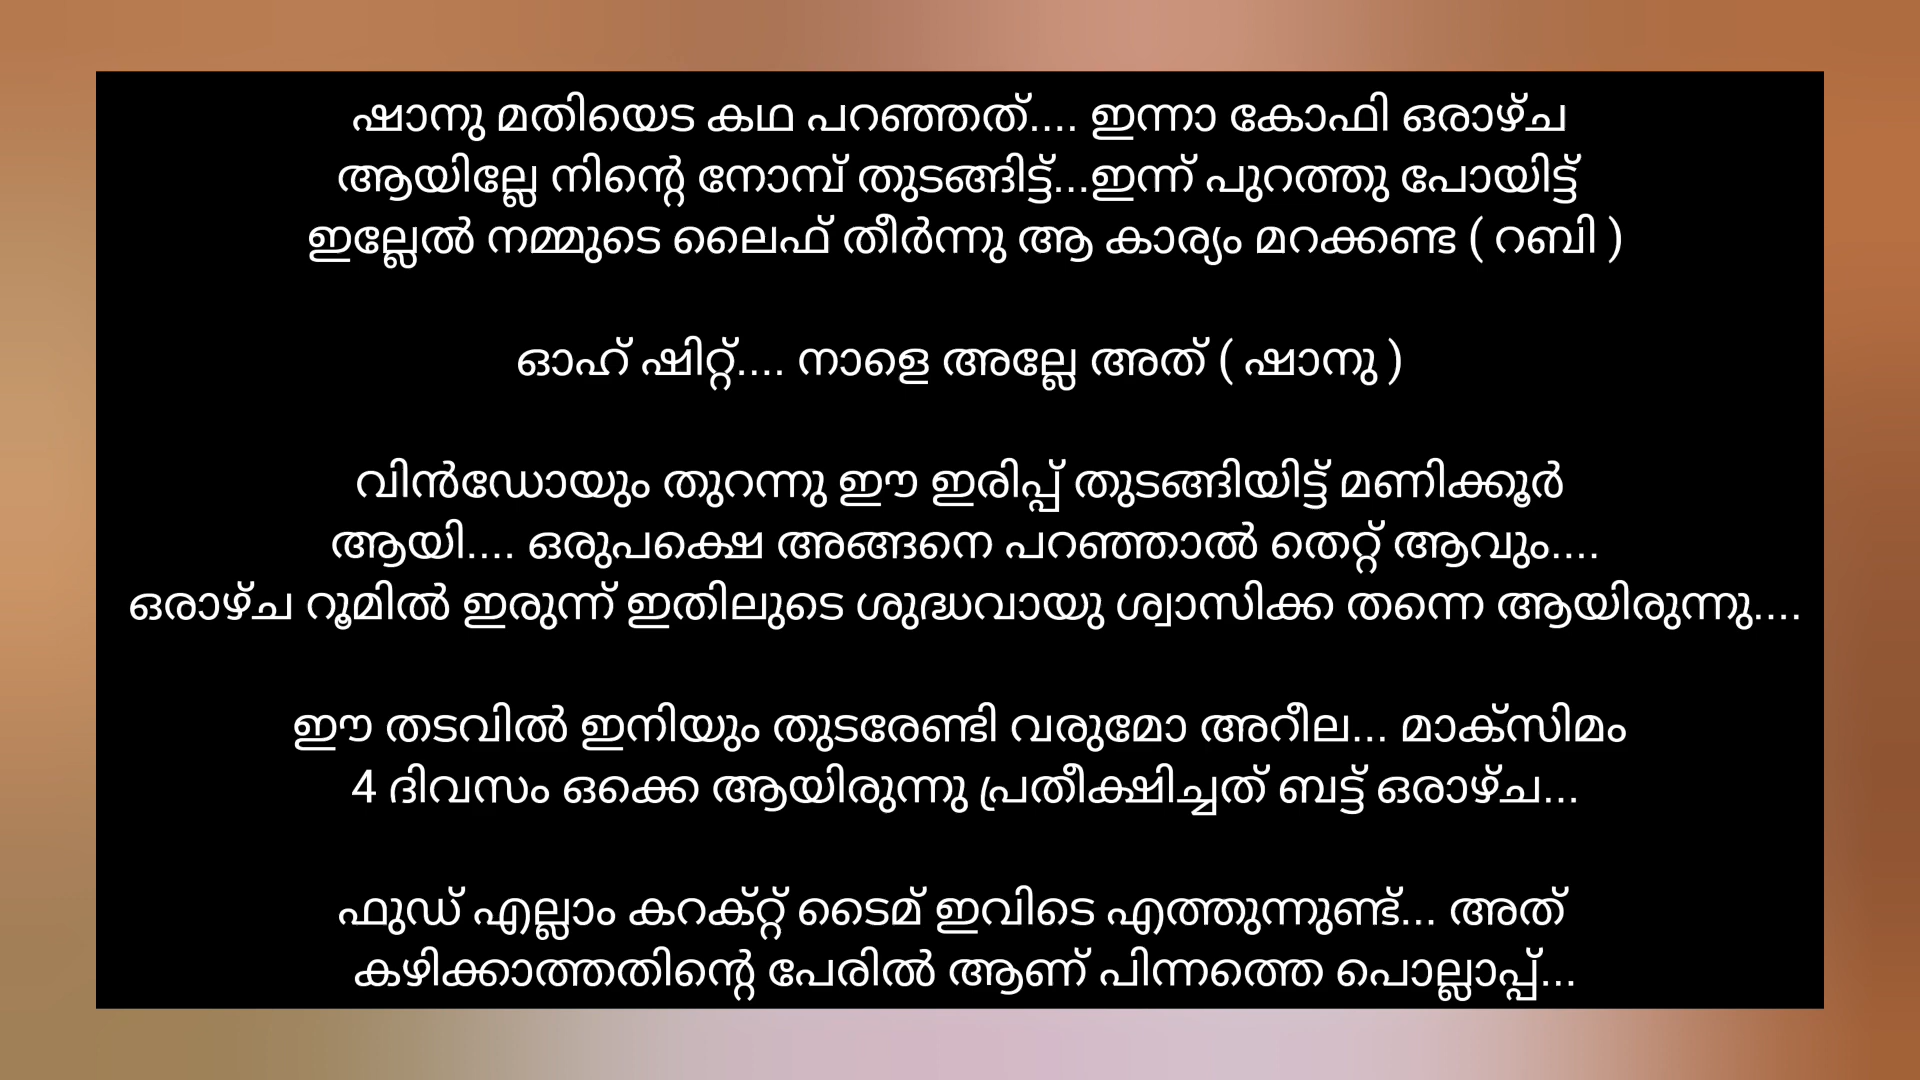 ഷാനു മതിയെട കഥ പറഞ്ഞത്.... ഇന്നാ കോഫി ഒരാഴ്ച
ആയില്ലേ നിന്റെ നോമ്പ് തുടങ്ങിട്ട്...ഇന്ന് പുറത്തു പോയിട്ട്
ഇല്ലേൽ നമ്മുടെ ലൈഫ് തീർന്നു ആ കാര്യം മറക്കണ്ട ( റബി )
ഓഹ് ഷിറ്റ്.... നാളെ അല്ലേ അത് ( ഷാനു )
വിൻഡോയും തുറന്നു ഈ ഇരിപ്പ് തുടങ്ങിയിട്ട് മണിക്കൂർ
ആയി.... ഒരുപക്ഷെ അങ്ങനെ പറഞ്ഞാൽ തെറ്റ് ആവും....
ഒരാഴ്ച റൂമിൽ ഇരുന്ന് ഇതിലുടെ ശുദ്ധവായു ശ്വാസിക്ക തന്നെ ആയിരുന്നു....
ഈ തടവിൽ ഇനിയും തുടരേണ്ടി വരുമോ അറീല... മാക്സിമം
4 ദിവസം ഒക്കെ ആയിരുന്നു പ്രതീക്ഷിച്ചത് ബട്ട് ഒരാഴ്ച...
ഫുഡ് എല്ലാം കറക്റ്റ് ടൈമ് ഇവിടെ എത്തുന്നുണ്ട്... അത്
കഴിക്കാത്തതിന്റെ പേരിൽ ആണ് പിന്നത്തെ പൊല്ലാപ്പ്...